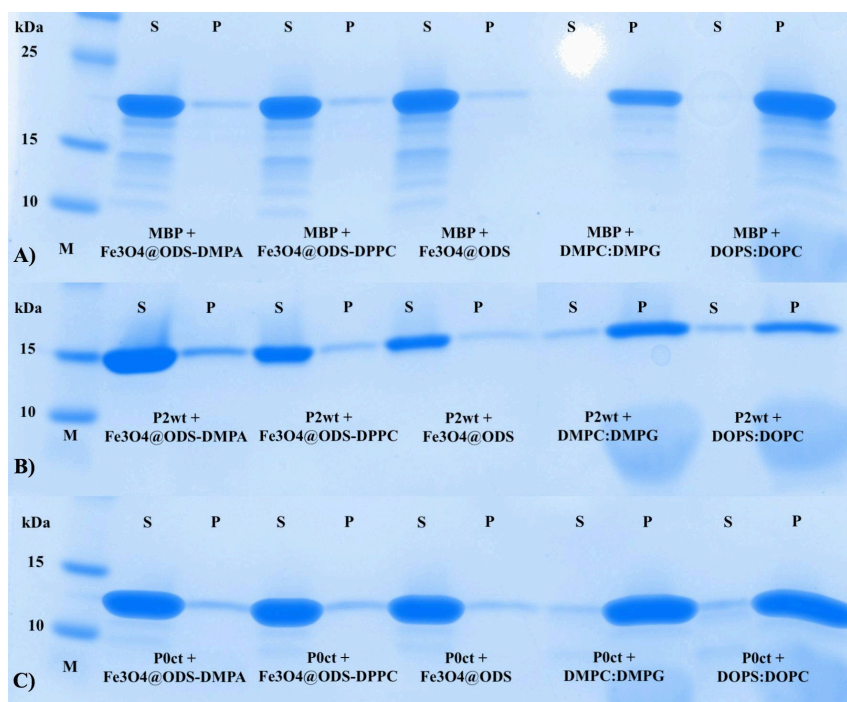 kDa S P S P S P S P S P
25
15
10
MBP + MBP + MBP + MBP + MBP +
M Fe3O4@ODS-DMPA Fe3O4@ODS-DPPC Fe3O4@ODS DMPC:DMPG DOPS:DOPC
A)
kDa S P S P S P S P S P
15
10
P2wt + P2wt + P2wt + P2wt + P2wt +
M Fe3O4@ODS-DMPA Fe3O4@ODS-DPPC Fe3O4@ODS DMPC:DMPG DOPS:DOPC
B)
kDa S P S P S P S P S P
15
10
P0ct + P0ct + P0ct + P0ct + P0ct +
M Fe3O4@ODS-DMPA Fe3O4@ODS-DPPC Fe3O4@ODS DMPC:DMPG DOPS:DOPC
C)